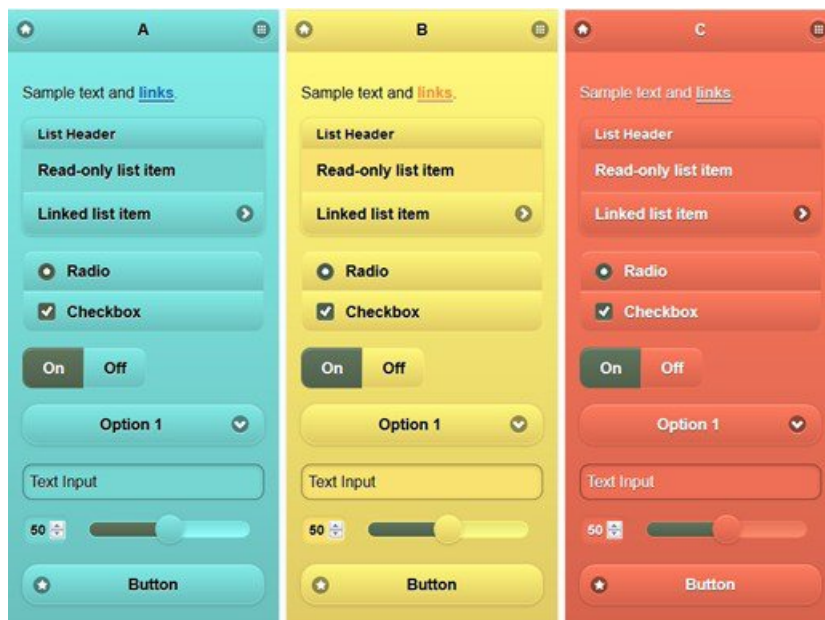 A
Sample text and links.
List Header
Read-only list item
Linked list item
Radio
Checkbox
On Off
Option 1
Text Input
50
Button
B
Sample text and links.
List Header
Read-only list item
Linked list item
Radio
Checkbox
On Off
Option 1
Text Input
50
Button
C
Sample text and links.
List Header
Read-only list item
Linked list item
Radio
Checkbox
On Off
Option 1
Text Input
50
Button